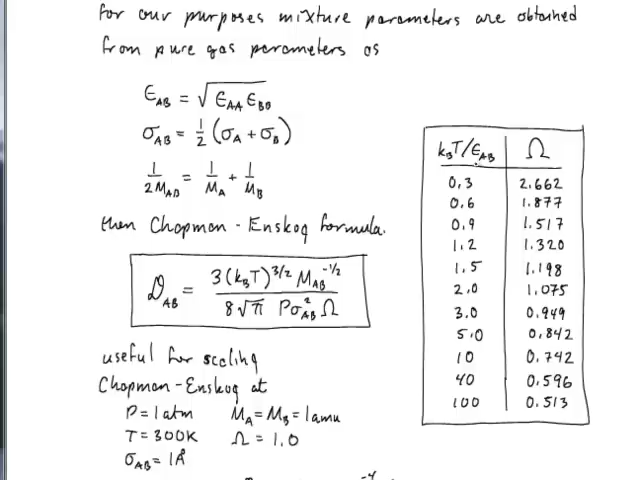 for our purposes mixture parameters are obtained
from pure gas parameters as
ϵ_AB = √(ϵ_AA ϵ_BB)
σ_AB = 1/2 (σ_A + σ_B)
1/(2M_AB) = 1/M_A + 1/M_B
then Chapman-Enskog formula.
𝒟_AB = 3(k_BT)^3/2 M_AB^-1/2 / (8√π Pσ_AB^2 Ω)
useful for scaling
Chapman-Enskog at
P=1atm M_A=M_B=1amu
T=300K Ω=1.0
σ_AB=1Å
-4
k_BT/ϵ_AB Ω
0.3 2.662
0.6 1.877
0.9 1.517
1.2 1.320
1.5 1.198
2.0 1.075
3.0 0.949
5.0 0.842
10 0.742
40 0.596
100 0.513